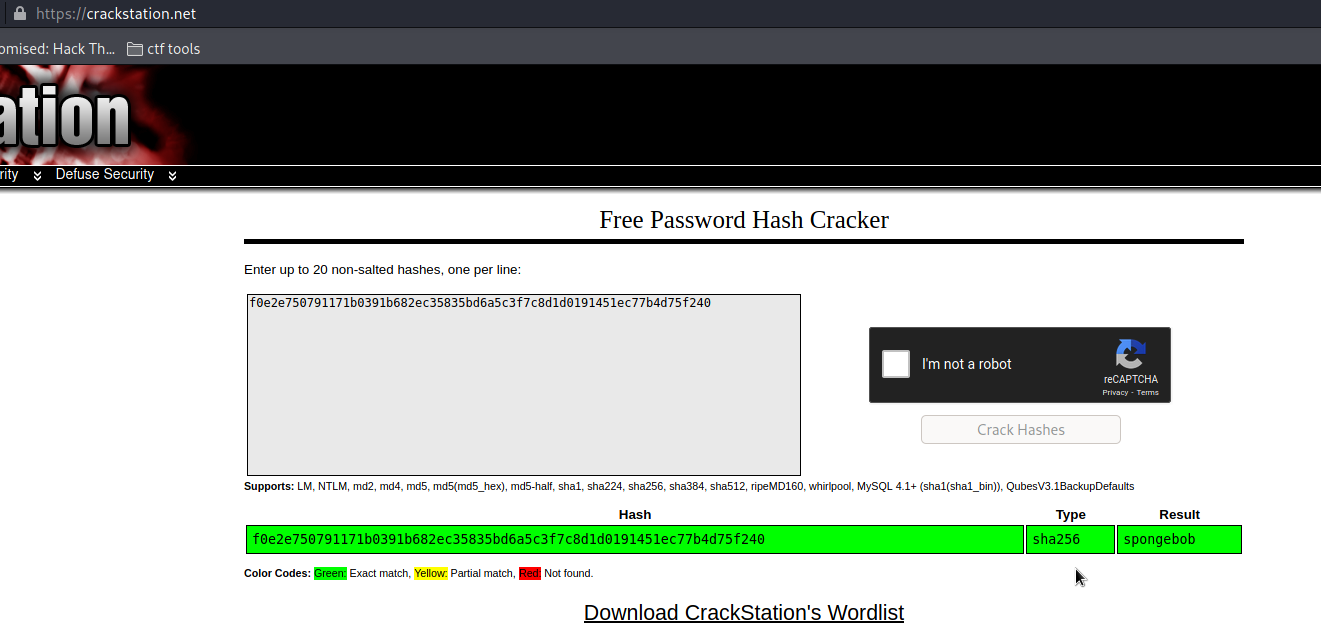 https://crackstation.net
omised: Hack Th... ctf tools
ation
rity Defuse Security
Free Password Hash Cracker
Enter up to 20 non-salted hashes, one per line:
f0e2e750791171b0391b682ec35835bd6a5c3f7c8d1d0191451ec77b4d75f240
I'm not a robot
reCAPTCHA
Privacy - Terms
Crack Hashes
Supports: LM, NTLM, md2, md4, md5, md5(md5_hex), md5-half, sha1, sha224, sha256, sha384, sha512, ripeMD160, whirlpool, MySQL 4.1+ (sha1(sha1_bin)), QubesV3.1BackupDefaults
Hash Type Result
f0e2e750791171b0391b682ec35835bd6a5c3f7c8d1d0191451ec77b4d75f240 sha256 spongebob
Color Codes: Green: Exact match, Yellow: Partial match, Red: Not found.
Download CrackStation's Wordlist